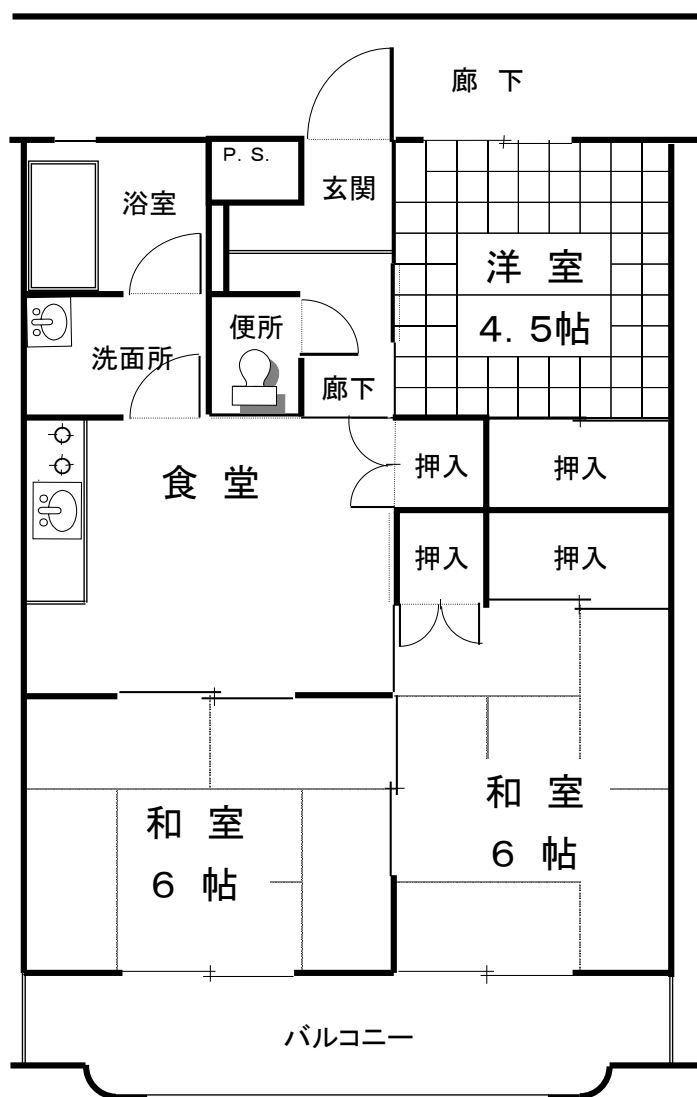 廊 下
P. S.
玄関
浴室
洋 室
4. 5帖
便所
洗面所
廊下
食 堂
押入
押入
押入
押入
和 室
6 帖
和 室
6 帖
バルコニー